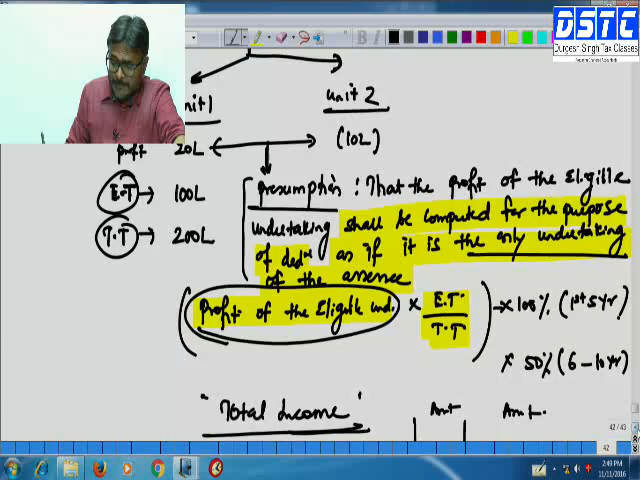 DSTC
Durgesh Singh Tax Classes
unit 1
unit 2
profit 20L
(10L)
E.T → 100L
T.T → 200L
presumption : That the profit of the Eligible
undertaking shall be computed for the purpose
of dedn as if it is the only undertaking
of the assessee
(profit of the Eligible und. × E.T.
T.T) → × 100% (1st 5 yr)
× 50% (6 - 10 yr)
"Total Income"
Amt
Amt.
42 / 43
42
2:49 PM
11/11/2016